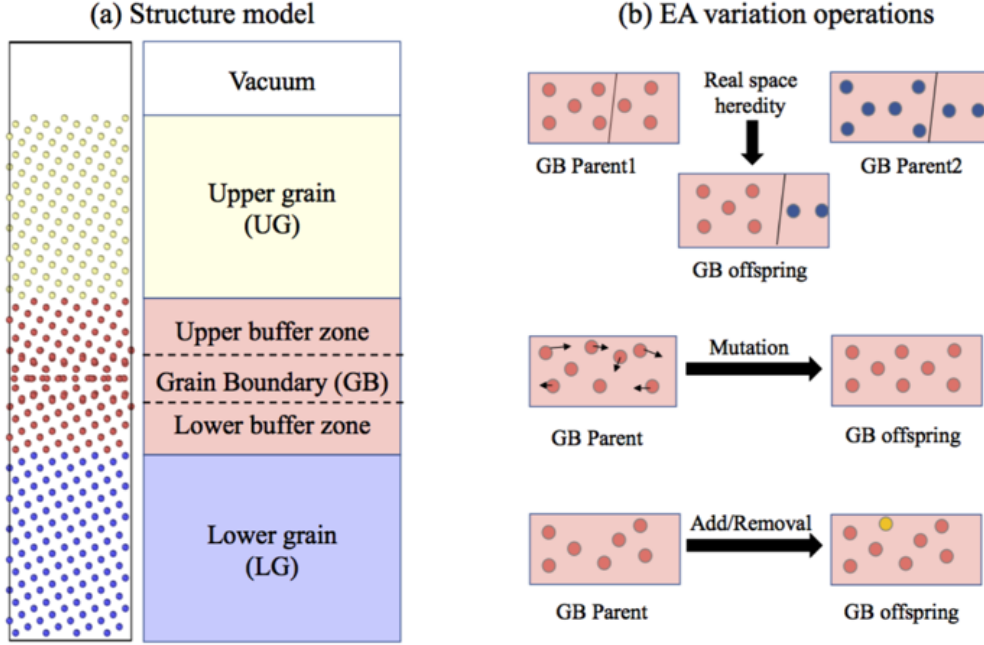 (a) Structure model
Vacuum
Upper grain
(UG)
Upper buffer zone
Grain Boundary (GB)
Lower buffer zone
Lower grain
(LG)
(b) EA variation operations
Real space
heredity
GB Parent1
GB Parent2
GB offspring
Mutation
GB Parent
GB offspring
Add/Removal
GB Parent
GB offspring